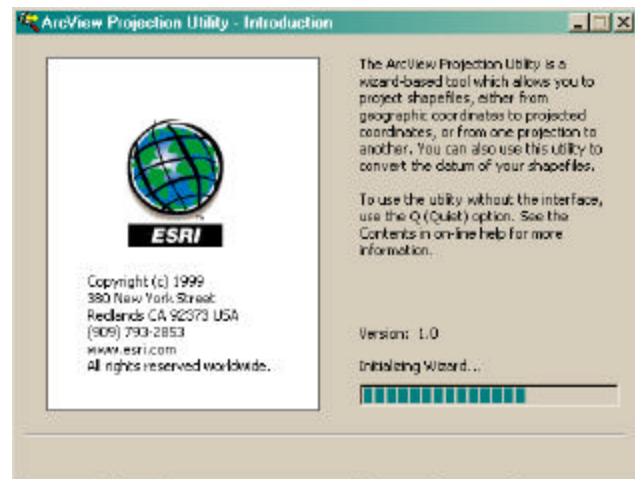 ArcView Projection Utility - Introduction
The ArcView Projection Utility is a
wizard-based tool which allows you to
project shapefiles, either from
geographic coordinates to projected
coordinates, or from one projection to
another. You can also use this utility to
convert the datum of your shapefiles.
To use the utility without the interface,
use the Q (Quiet) option. See the
Contents in on-line help for more
information.
ESRI
Copyright (c) 1999
380 New York Street
Redlands CA 92373 USA
(909) 793-2853
www.esri.com
All rights reserved worldwide.
Version: 1.0
Initializing Wizard...